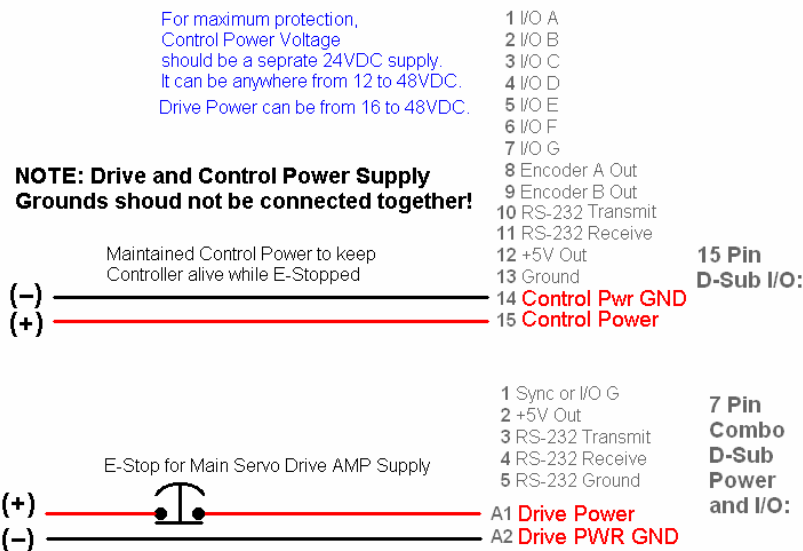 For maximum protection,
Control Power Voltage
should be a seprate 24VDC supply.
It can be anywhere from 12 to 48VDC.
Drive Power can be from 16 to 48VDC.
NOTE: Drive and Control Power Supply
Grounds shoud not be connected together!
Maintained Control Power to keep
Controller alive while E-Stopped
(−)
(+)
1 I/O A
2 I/O B
3 I/O C
4 I/O D
5 I/O E
6 I/O F
7 I/O G
8 Encoder A Out
9 Encoder B Out
10 RS-232 Transmit
11 RS-232 Receive
12 +5V Out
13 Ground
14 Control Pwr GND
15 Control Power
15 Pin
D-Sub I/O:
E-Stop for Main Servo Drive AMP Supply
(+)
(−)
1 Sync or I/O G
2 +5V Out
3 RS-232 Transmit
4 RS-232 Receive
5 RS-232 Ground
A1 Drive Power
A2 Drive PWR GND
7 Pin
Combo
D-Sub
Power
and I/O: